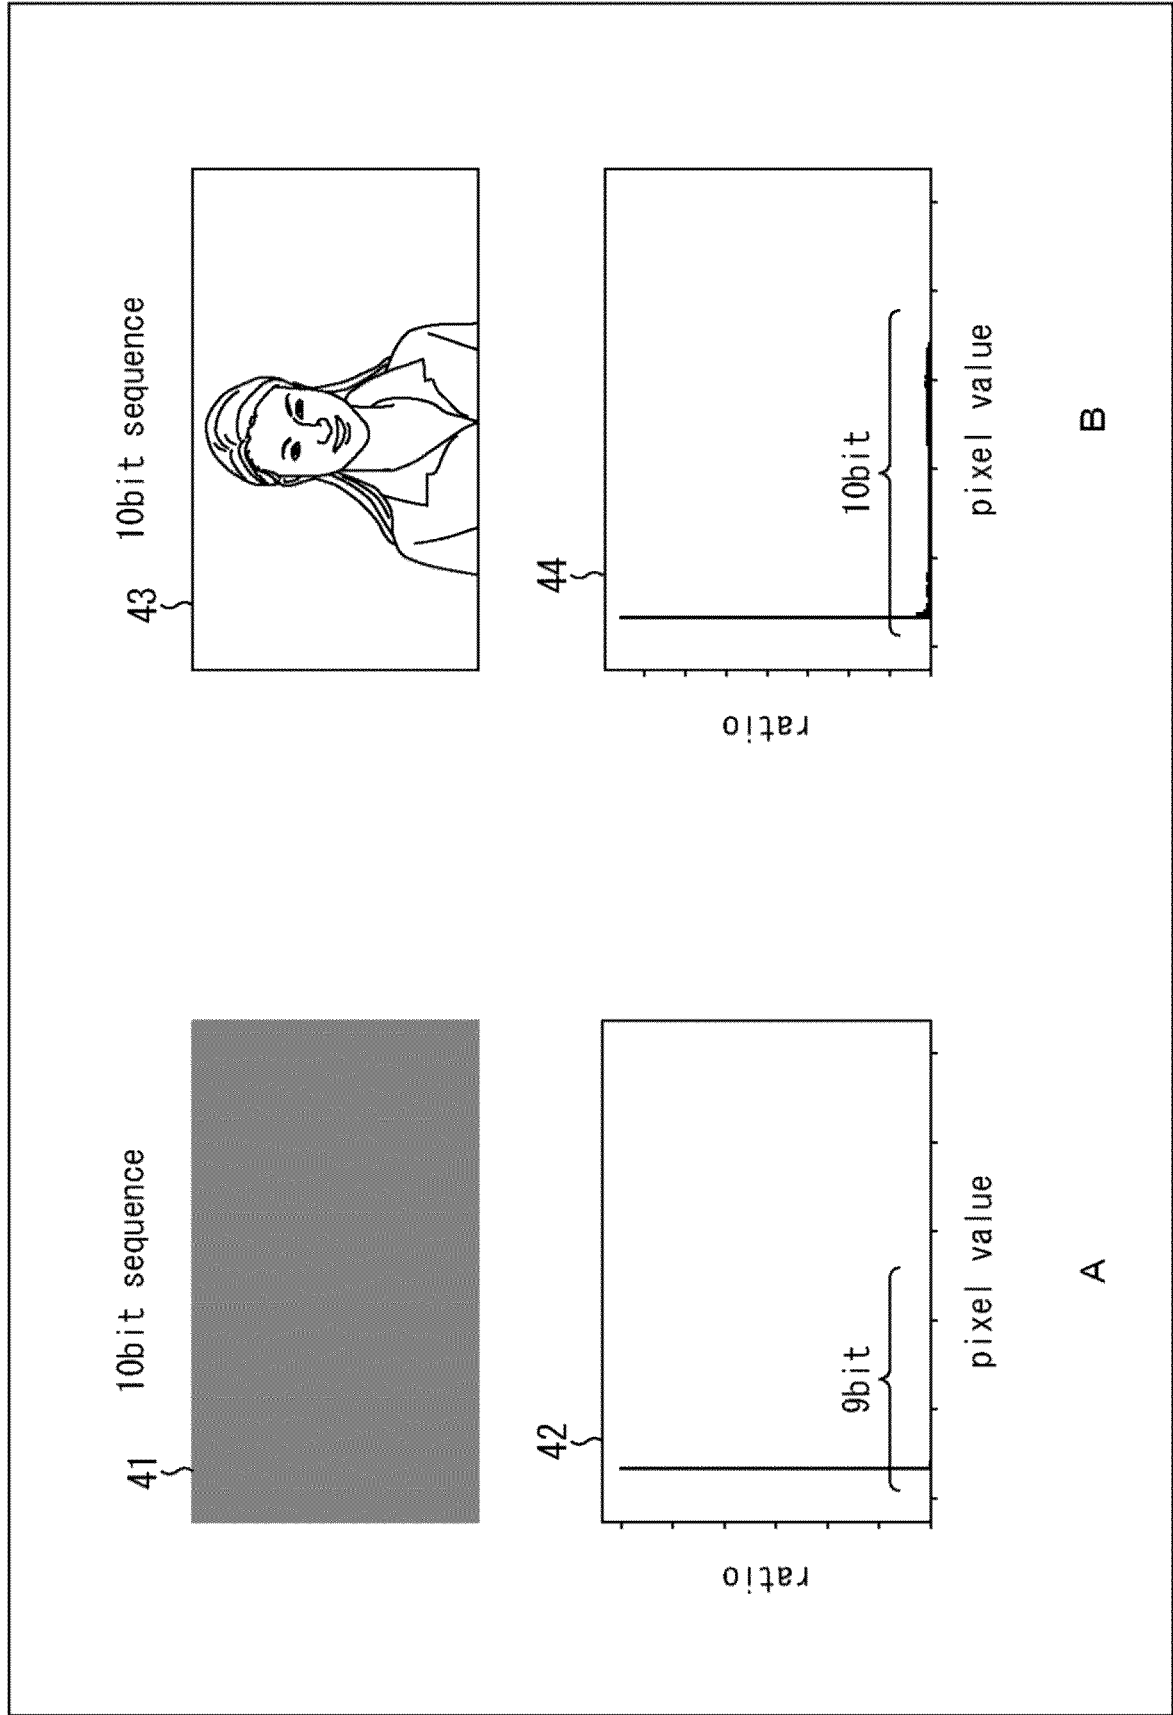 10bit sequence
41
42
9bit
ratio
pixel value
A
10bit sequence
43
44
10bit
ratio
pixel value
B